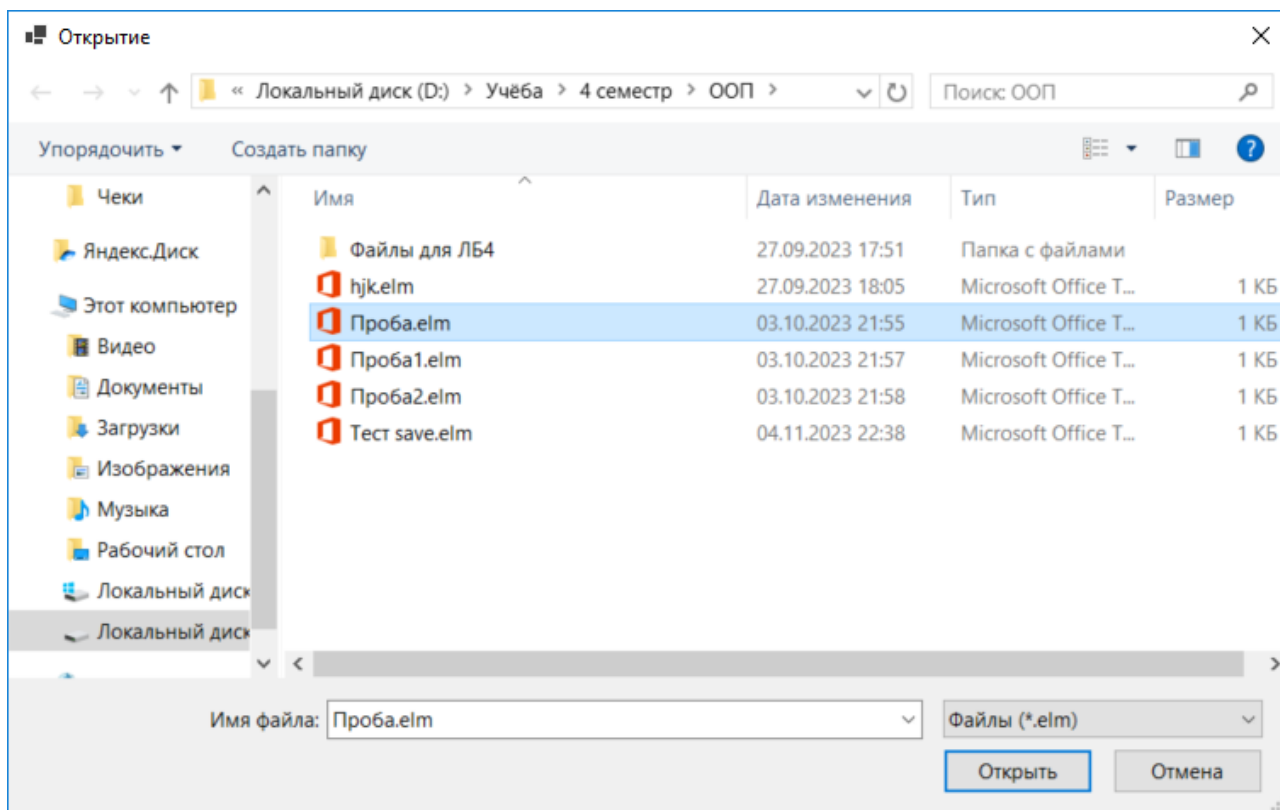 Открытие
« Локальный диск (D:) > Учёба > 4 семестр > ООП >
Поиск: ООП
Упорядочить
Создать папку
Чеки
Яндекс.Диск
Этот компьютер
Видео
Документы
Загрузки
Изображения
Музыка
Рабочий стол
Локальный диск
Локальный диск
Имя Дата изменения Тип Размер
Файлы для ЛБ4 27.09.2023 17:51 Папка с файлами
hjk.elm 27.09.2023 18:05 Microsoft Office T... 1 КБ
Проба.elm 03.10.2023 21:55 Microsoft Office T... 1 КБ
Проба1.elm 03.10.2023 21:57 Microsoft Office T... 1 КБ
Проба2.elm 03.10.2023 21:58 Microsoft Office T... 1 КБ
Тест save.elm 04.11.2023 22:38 Microsoft Office T... 1 КБ
Имя файла: Проба.elm
Файлы (*.elm)
Открыть
Отмена